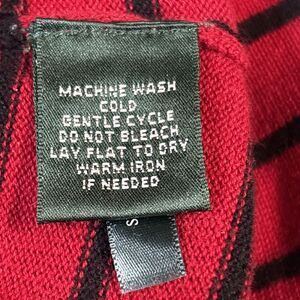 MACHINE WASH
COLD
GENTLE CYCLE
DO NOT BLEACH
LAY FLAT TO DRY
WARM IRON
IF NEEDED
S